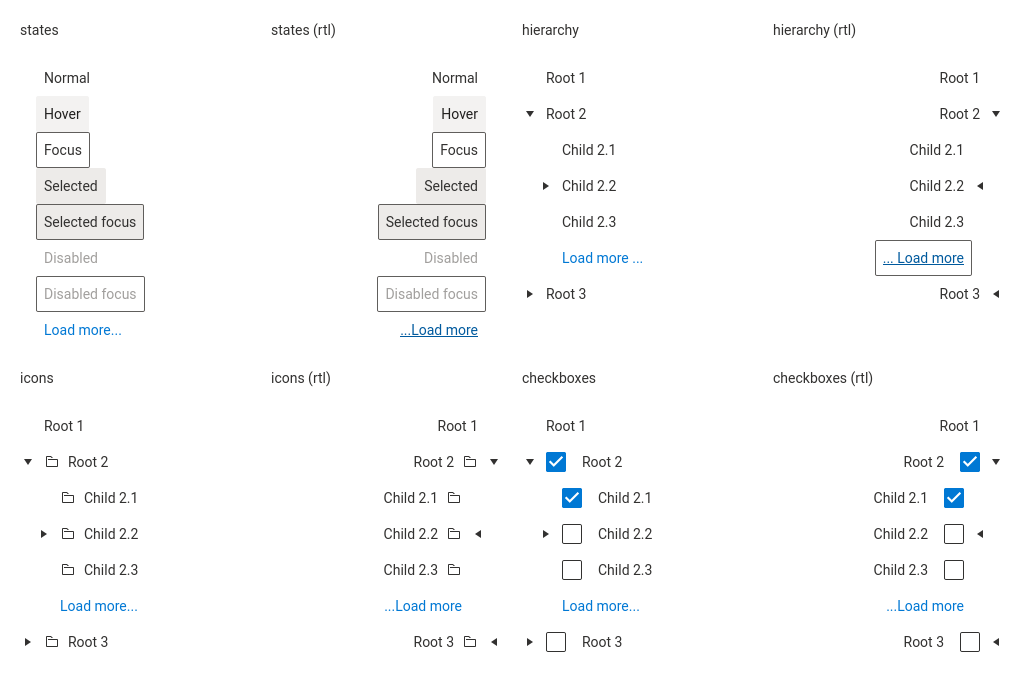 states
Normal
Hover
Focus
Selected
Selected focus
Disabled
Disabled focus
Load more...
states (rtl)
Normal
Hover
Focus
Selected
Selected focus
Disabled
Disabled focus
...Load more
hierarchy
Root 1
Root 2
Child 2.1
Child 2.2
Child 2.3
Load more ...
Root 3
hierarchy (rtl)
Root 1
Root 2
Child 2.1
Child 2.2
Child 2.3
... Load more
Root 3
icons
Root 1
Root 2
Child 2.1
Child 2.2
Child 2.3
Load more...
Root 3
icons (rtl)
Root 1
Root 2
Child 2.1
Child 2.2
Child 2.3
...Load more
Root 3
checkboxes
Root 1
Root 2
Child 2.1
Child 2.2
Child 2.3
Load more...
Root 3
checkboxes (rtl)
Root 1
Root 2
Child 2.1
Child 2.2
Child 2.3
...Load more
Root 3